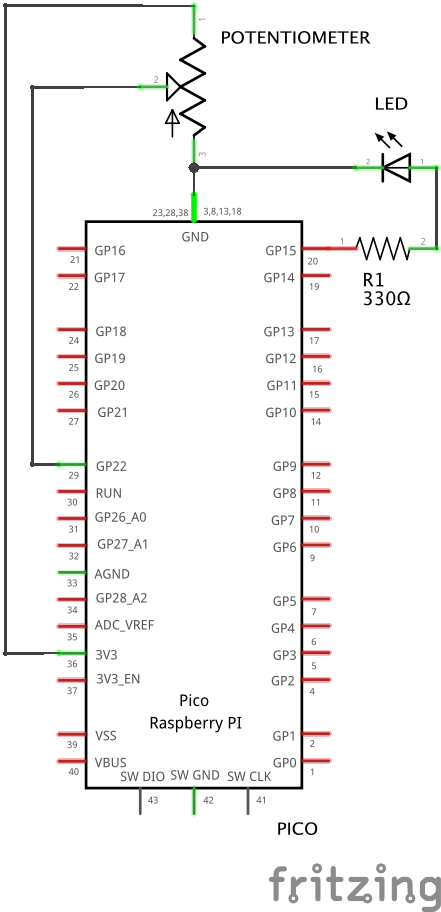 1
POTENTIOMETER
2
LED
3
2 1
23,28,38 3,8,13,18
GND
GP16 GP15 1 2
21 20
GP17 GP14 R1
22 19 330Ω
GP18 GP13
24 17
GP19 GP12
25 16
GP20 GP11
26 15
GP21 GP10
27 14
GP22 GP9
29 12
RUN GP8
30 11
GP26_A0 GP7
31 10
GP27_A1 GP6
32 9
AGND
33
GP28_A2 GP5
34 7
ADC_VREF GP4
35 6
3V3 GP3
36 5
3V3_EN GP2
37 4
Pico
Raspberry PI
VSS GP1
39 2
VBUS GP0
40 1
SW DIO SW GND SW CLK
43 42 41
PICO
fritzing